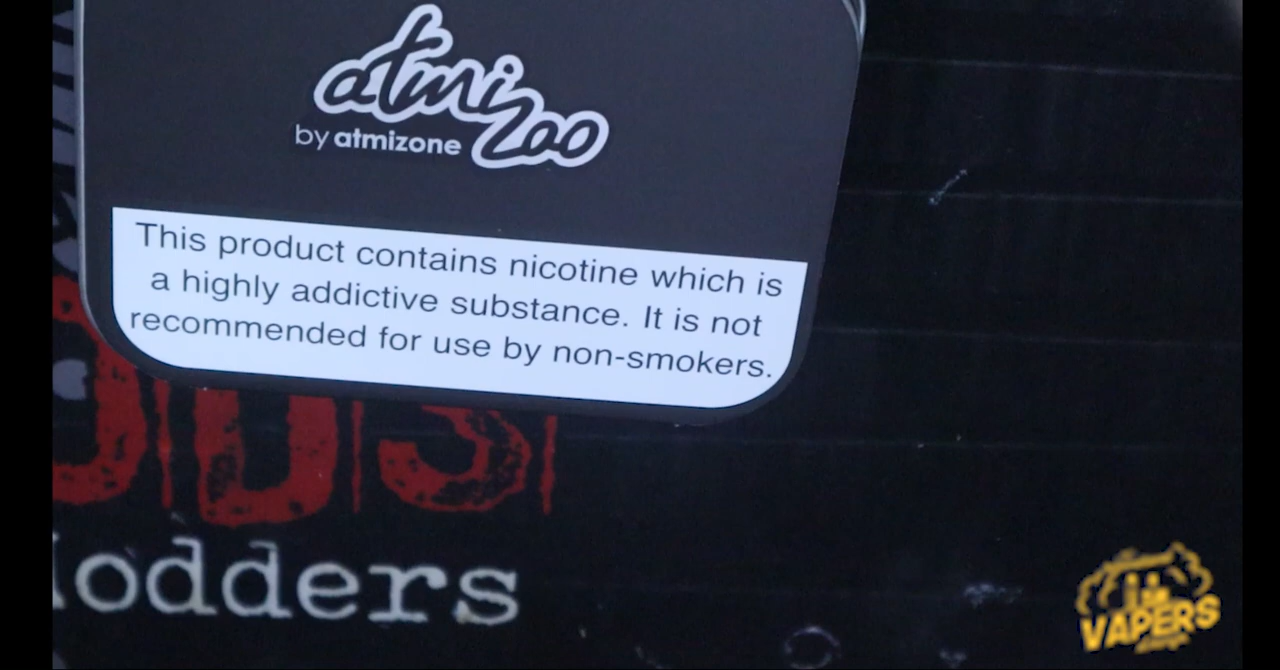 atmizoo
by atmizone
This product contains nicotine which is
a highly addictive substance. It is not
recommended for use by non-smokers.
odders
VAPERS